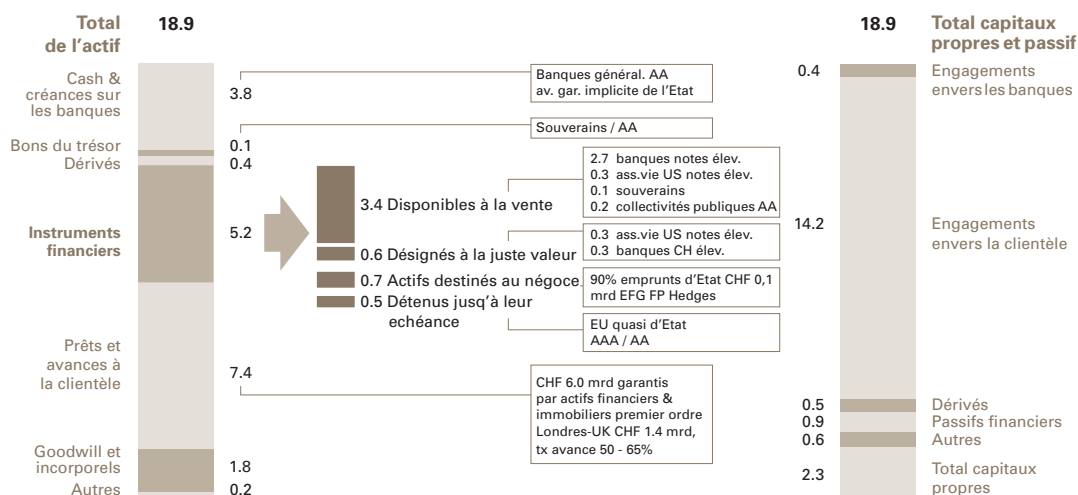 Total
de l'actif
18.9
Cash &
créances sur
les banques
3.8
Bons du trésor
0.1
Dérivés
0.4
Instruments
financiers
5.2
Prêts et
avances à
la clientèle
7.4
Goodwill et
incorporels
1.8
Autres
0.2
3.4 Disponibles à la vente
0.6 Désignés à la juste valeur
0.7 Actifs destinés au négoce
0.5 Détenus jusqu'à leur
echéance
Banques général. AA
av. gar. implicite de l'Etat
Souverains / AA
2.7 banques notes élev.
0.3 ass.vie US notes élev.
0.1 souverains
0.2 collectivités publiques AA
0.3 ass.vie US notes élev.
0.3 banques CH élev.
90% emprunts d'Etat CHF 0,1
mrd EFG FP Hedges
EU quasi d'Etat
AAA / AA
CHF 6.0 mrd garantis
par actifs financiers &
immobiliers premier ordre
Londres-UK CHF 1.4 mrd,
tx avance 50 - 65%
18.9
Total capitaux
propres et passif
0.4
Engagements
envers les banques
14.2
Engagements
envers la clientèle
0.5
Dérivés
0.9
Passifs financiers
0.6
Autres
2.3
Total capitaux
propres